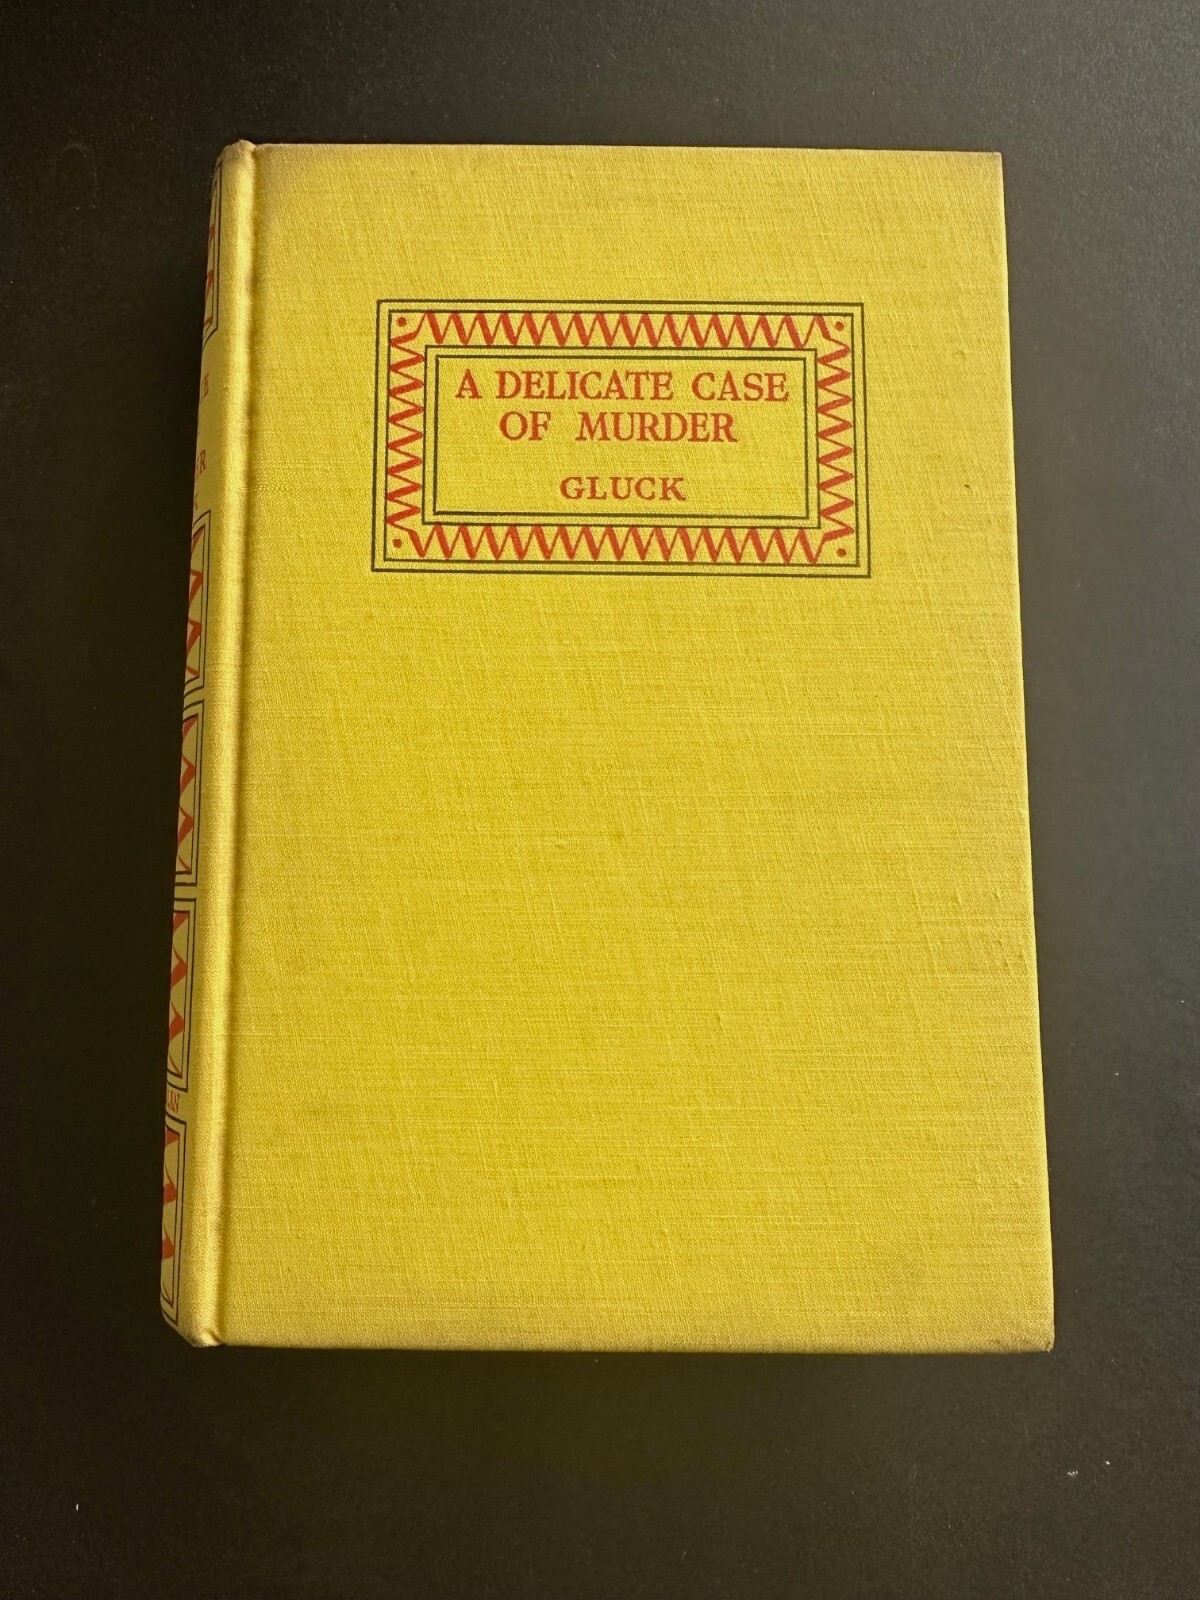 A DELICATE CASE
OF MURDER
GLUCK